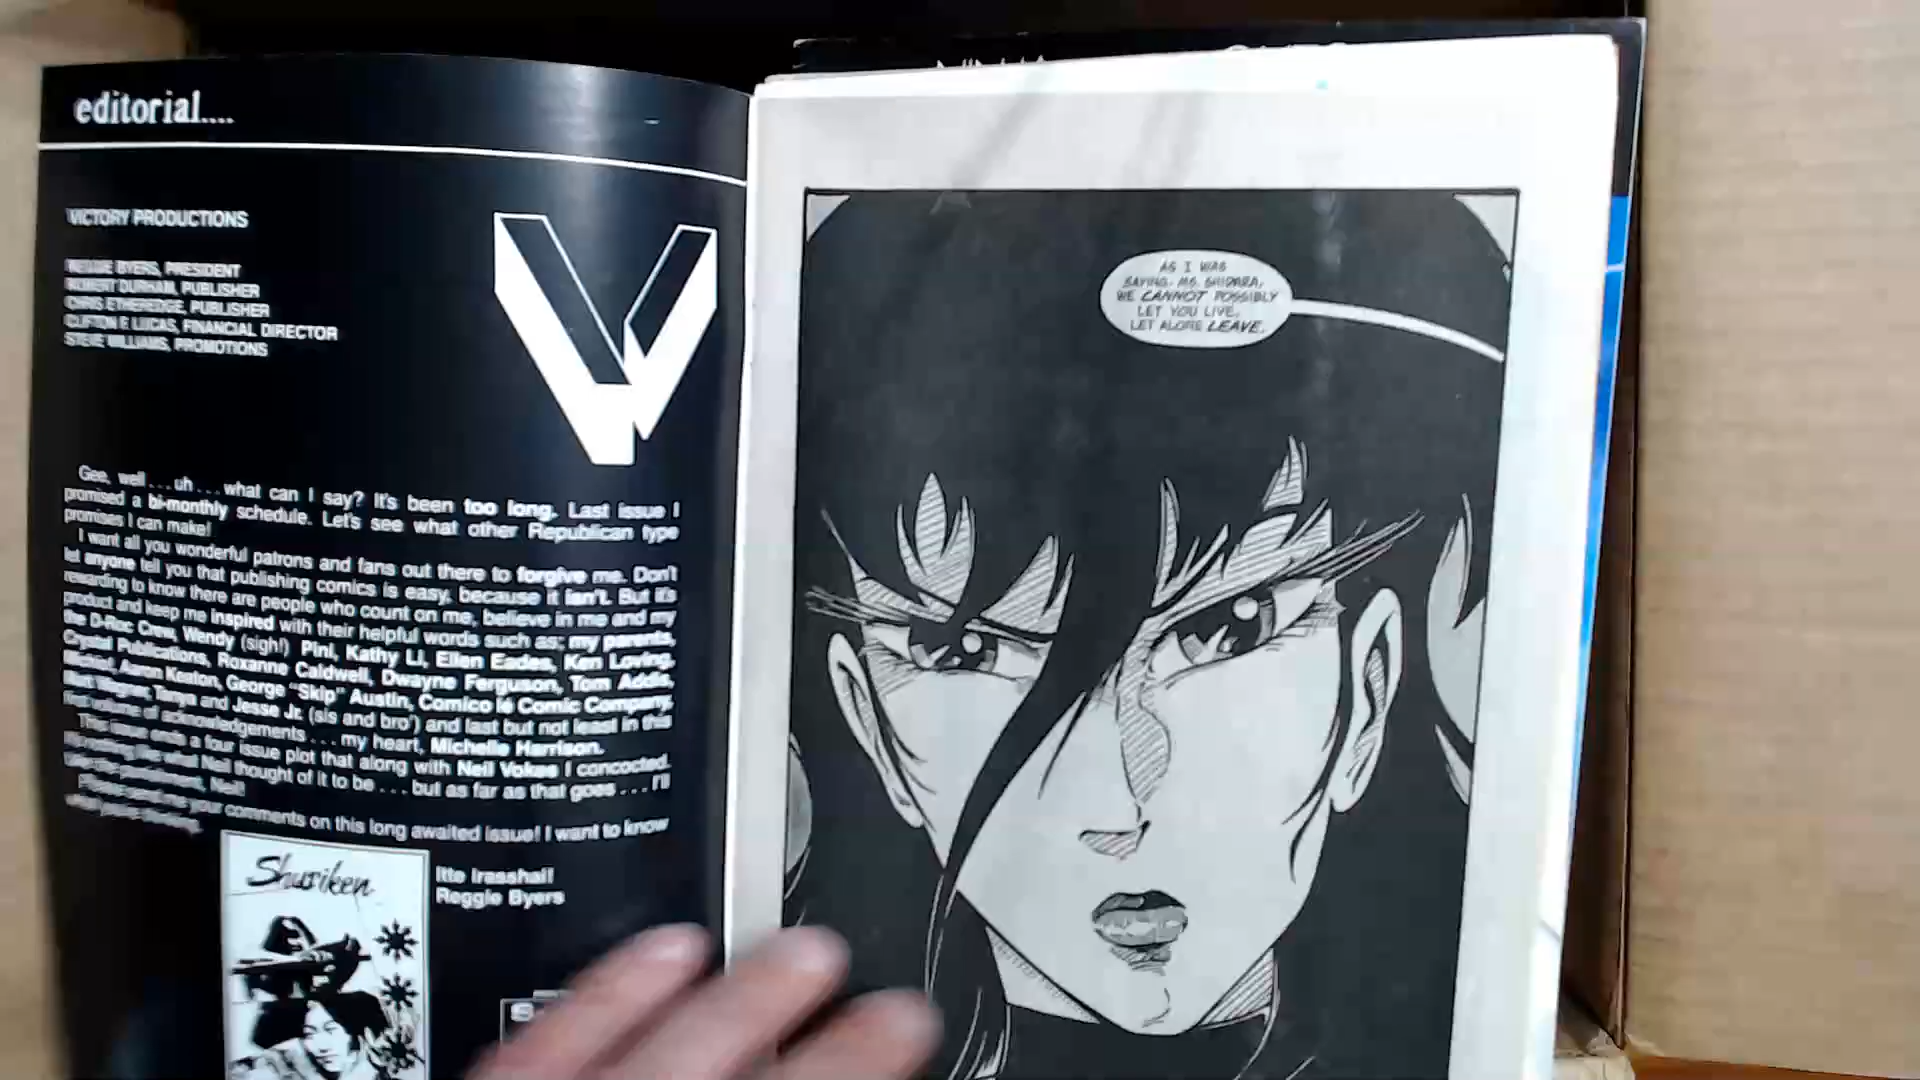 editorial....
VICTORY PRODUCTIONS
REGGIE BYERS, PRESIDENT
ROBERT DURHAM, PUBLISHER
CHRIS ETHEREDGE, PUBLISHER
CLIFTON F LUCAS, FINANCIAL DIRECTOR
STEVE WILLIAMS, PROMOTIONS
Gee, well...uh...what can I say? It's been too long. Last issue I
promised a bi-monthly schedule. Let's see what other Republican type
promises I can make!
I want all you wonderful patrons and fans out there to forgive me. Don't
let anyone tell you that publishing comics is easy, because it isn't. But it's
rewarding to know there are people who count on me, believe in me and my
product and keep me inspired with their helpful words such as; my parents,
the D-Roc Crew, Wendy (sigh!) Pini, Kathy Li, Ellen Eades, Ken Loving,
Crystal Publications, Roxanne Caldwell, Dwayne Ferguson, Tom Addis,
Aaron Keaton, George "Skip" Austin, Comico le Comic Company,
Matt Wagner, Tanya and Jesse Jr. (sis and bro') and last but not least in this
volume of acknowledgements...my heart, Michelle Harrison.
This issue ends a four issue plot that along with Neil Vokes I concocted.
what Neil thought of it to be...but as far as that goes...I'll
Neil!
your comments on this long awaited issue! I want to know
Itte Irasshai!
Reggie Byers
Shuriken
AS I WAS
SAYING, MS. SHIDARA,
WE CANNOT POSSIBLY
LET YOU LIVE,
LET ALONE LEAVE.